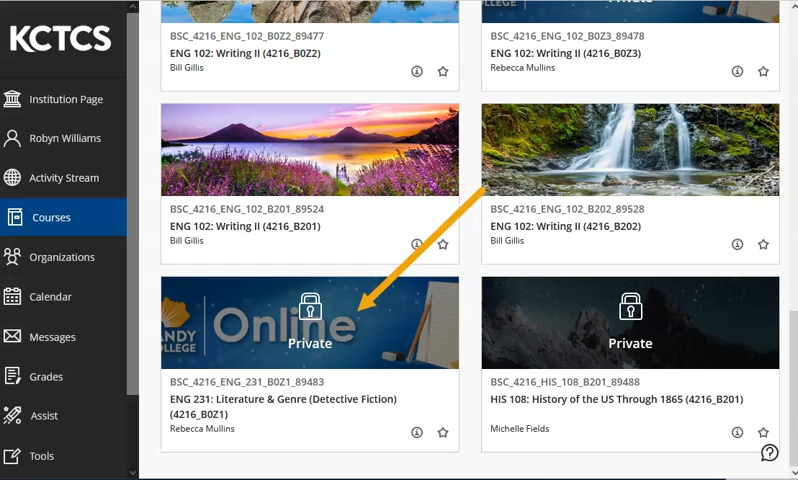 KCTCS
Institution Page
Robyn Williams
Activity Stream
Courses
Organizations
Calendar
Messages
Grades
Assist
Tools
BSC_4216_ENG_102_B0Z2_89477
ENG 102: Writing II (4216_B0Z2)
Bill Gillis
BSC_4216_ENG_102_B0Z3_89478
ENG 102: Writing II (4216_B0Z3)
Rebecca Mullins
BSC_4216_ENG_102_B201_89524
ENG 102: Writing II (4216_B201)
Bill Gillis
BSC_4216_ENG_102_B202_89528
ENG 102: Writing II (4216_B202)
Bill Gillis
ANDY
COLLEGE
Online
Private
BSC_4216_ENG_231_B0Z1_89483
ENG 231: Literature & Genre (Detective Fiction)
(4216_B0Z1)
Rebecca Mullins
Private
BSC_4216_HIS_108_B201_89488
HIS 108: History of the US Through 1865 (4216_B201)
Michelle Fields